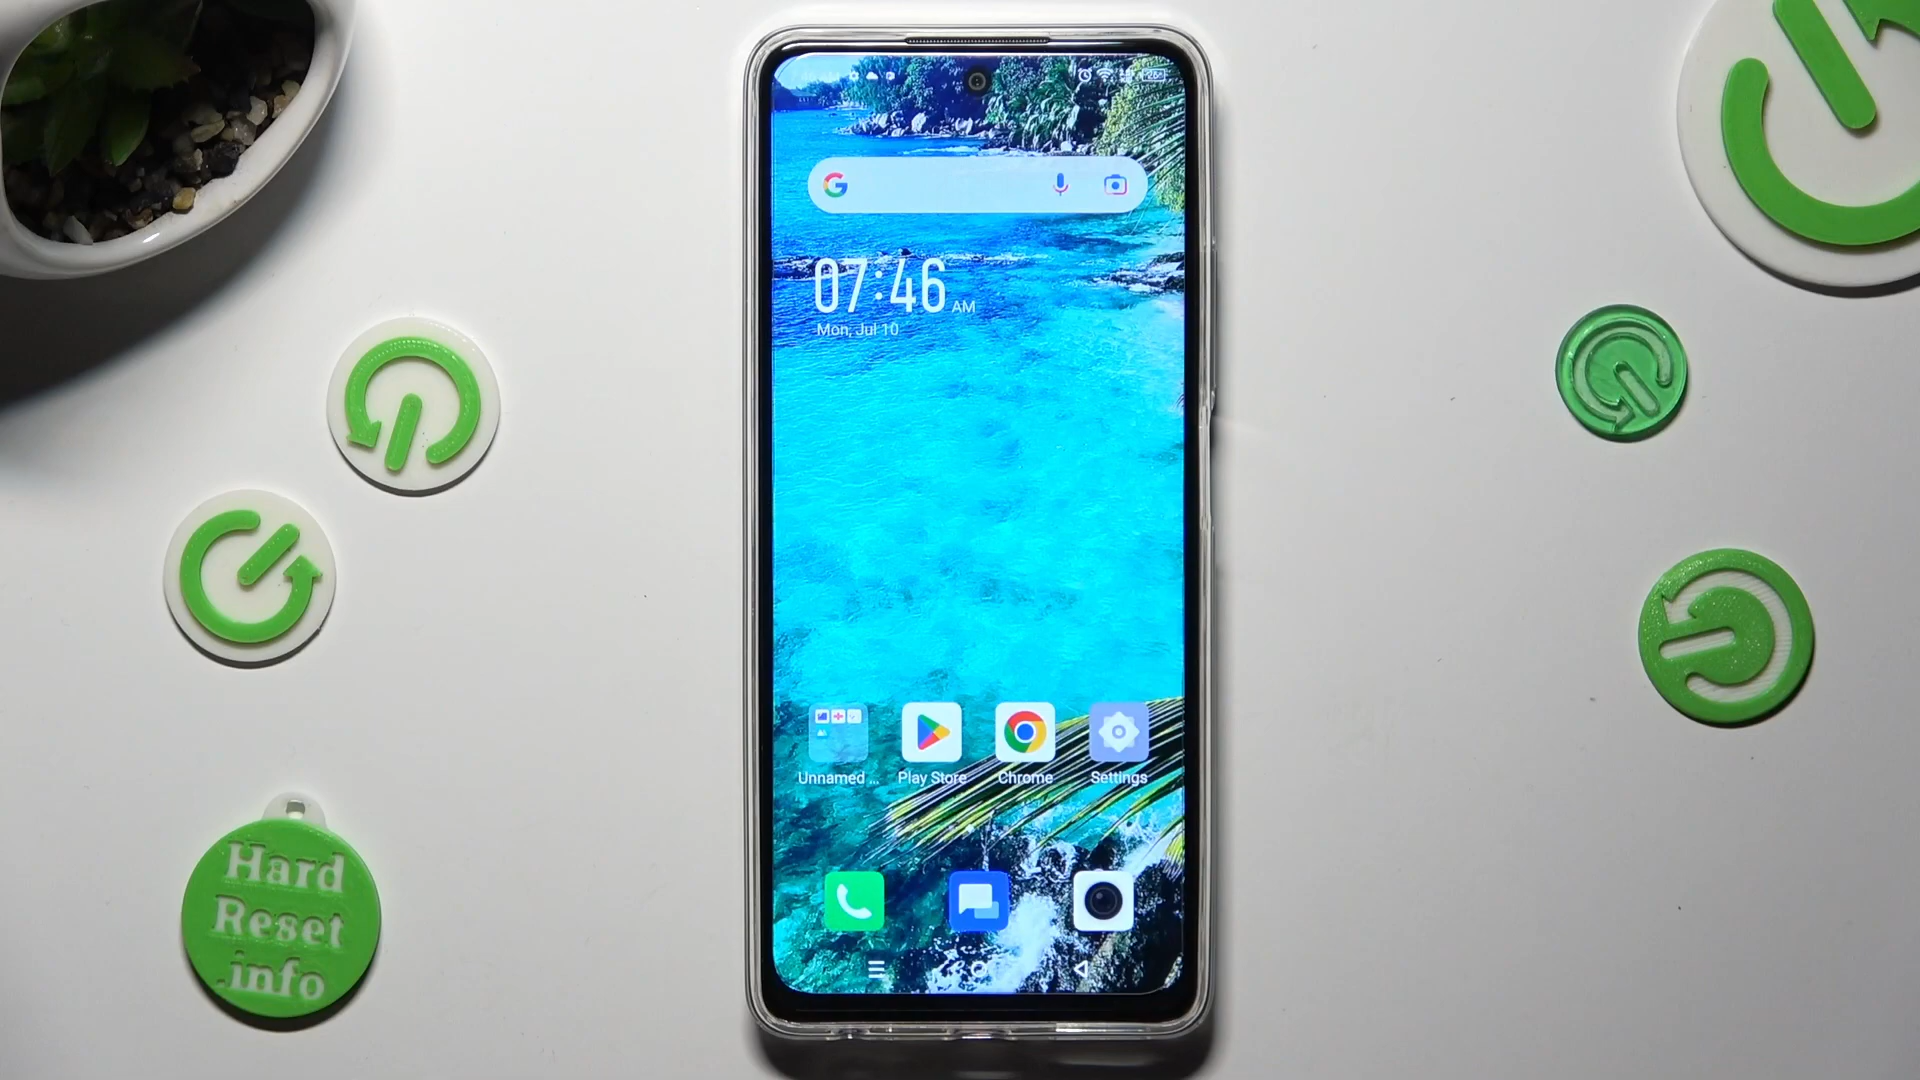 07:46 AM
Mon, Jul 10
Unnamed ...
Play Store
Chrome
Settings
Hard
Reset
.info